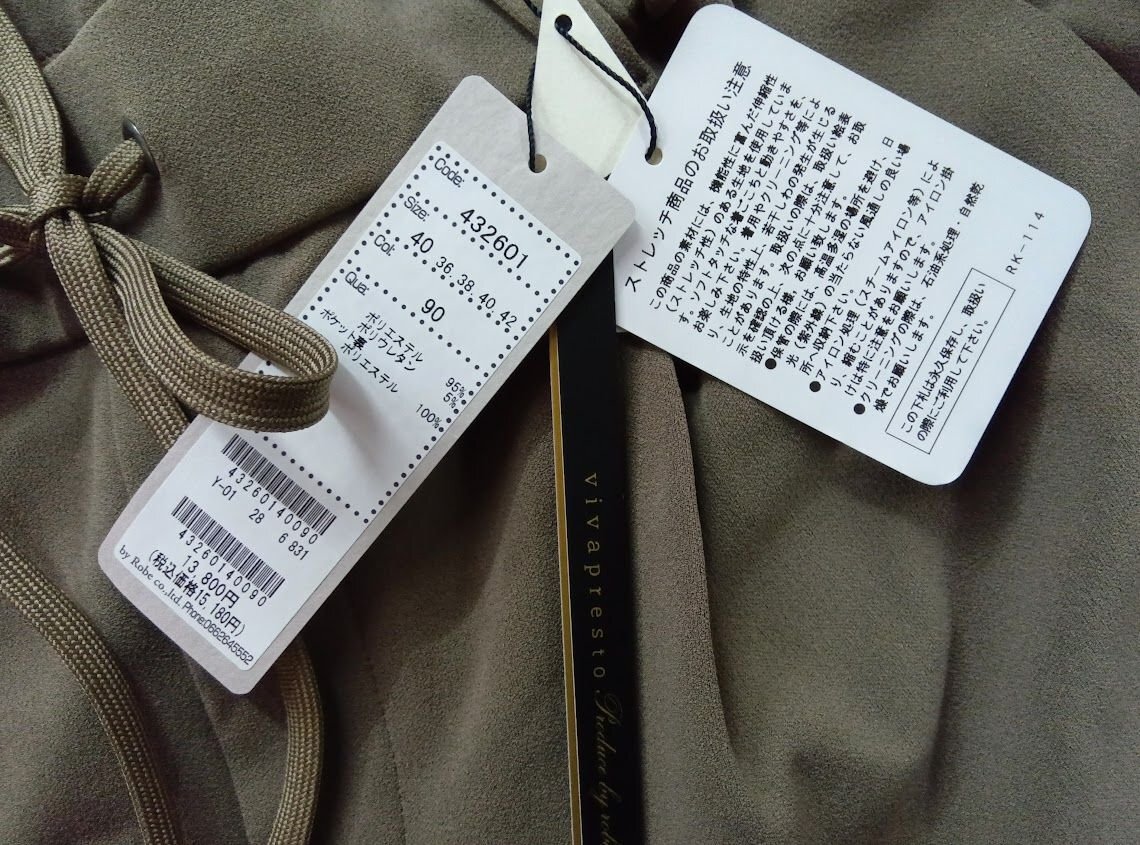 Code:
432601
Size:
40 36.38.40.42
Col:
90
Qua:
ポリエステル 95%
ポリウレタン 5%
ポケット裏
ポリエステル 100%
43260140090
Y-01 28 6831
43260140090
13,800円
(税込価格15,180円)
by Robe co.,ltd. Phone:0662645552
vivapresto Produce by
ストレッチ商品のお取扱い注意
この商品の素材には、機能性に富んだ伸縮性
(ストレッチ性)のある生地を使用していま
す。ソフトタッチな着ごこちと動きやすさを、
お楽しみ下さい。着用やクリーニング等によ
り、生地の特性上、若干しわの発生が生じる
ことがあります。取扱いの際は、取扱い絵表
示を確認の上、次の点に十分注意して、お取
扱い頂ける様、お願い致します。
●保管の際には、高温多湿の場所を避け、日
光(紫外線)の当たらない風通しの良い場
所へ収納下さい。
●アイロン処理(スチームアイロン等)によ
り、縮むことがありますので、アイロン掛
けは特に注意をお願いします。
●クリーニングの際は、石油系処理 自然乾
燥でお願いします。
この下札は永久保存し、取扱い
の際にご利用して下さい。
RK-114